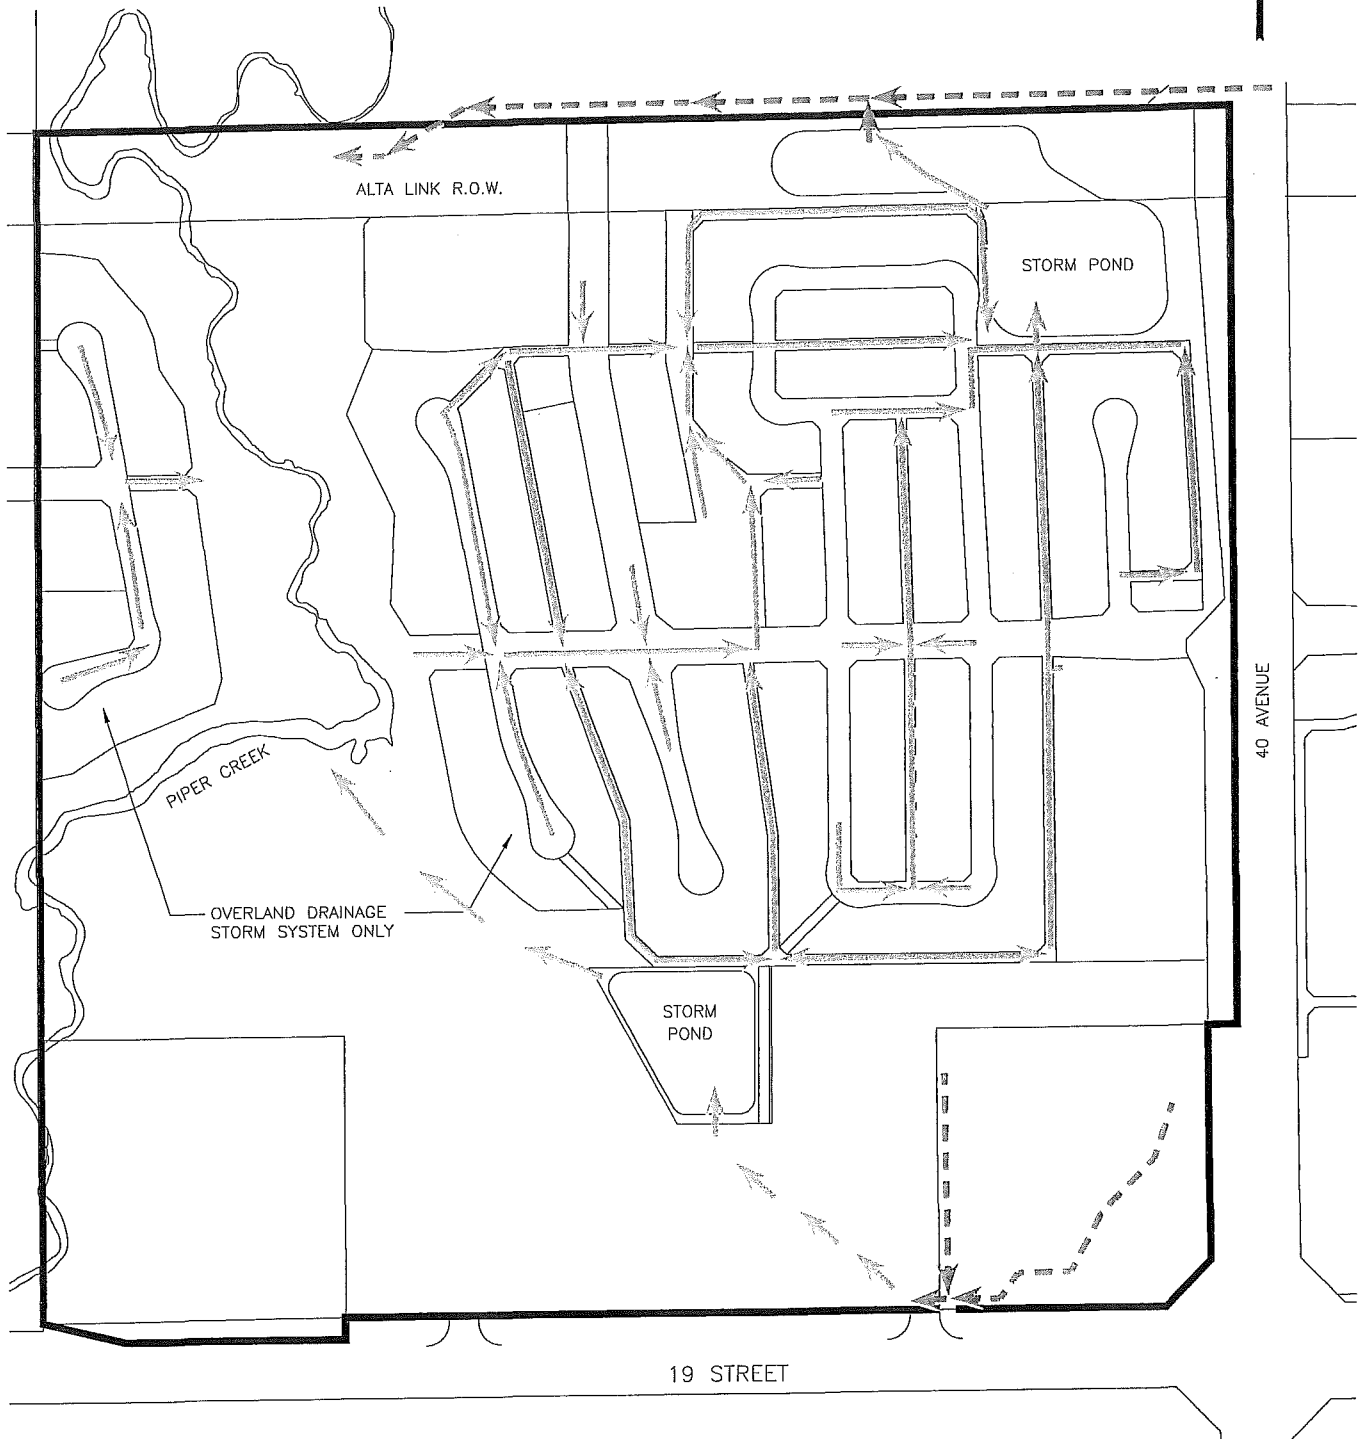 ALTA LINK R.O.W.
STORM POND
40 AVENUE
PIPER CREEK
OVERLAND DRAINAGE
STORM SYSTEM ONLY
STORM
POND
19 STREET